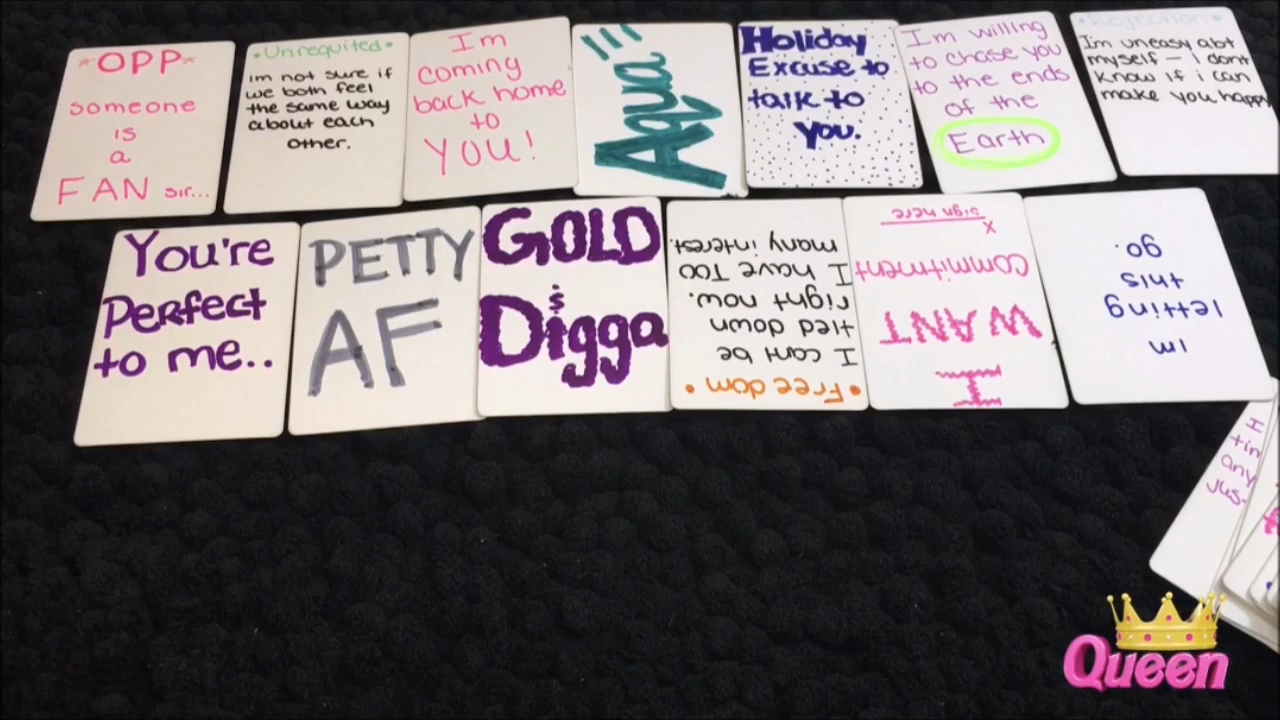 *OPP*
someone
is
a
FAN sir...
•Unrequited•
im not sure if
we both feel
the same way
about each
other.
Im
coming
back home
to
YOU!
Aqua
Holiday
Excuse to
talk to
You.
I'm willing
to chase you
to the ends
of the
Earth
•Rejection•
I'm uneasy abt
myself — i dont
know if i can
make you happy
You're
Perfect
to me..
PETTY
AF
GOLD
Digga
$
•Freedom•
I cant be
tied down
right now.
I have TOO
many interest.
I
WANT
Commitment
x sign here
im
letting
this
go.
Queen